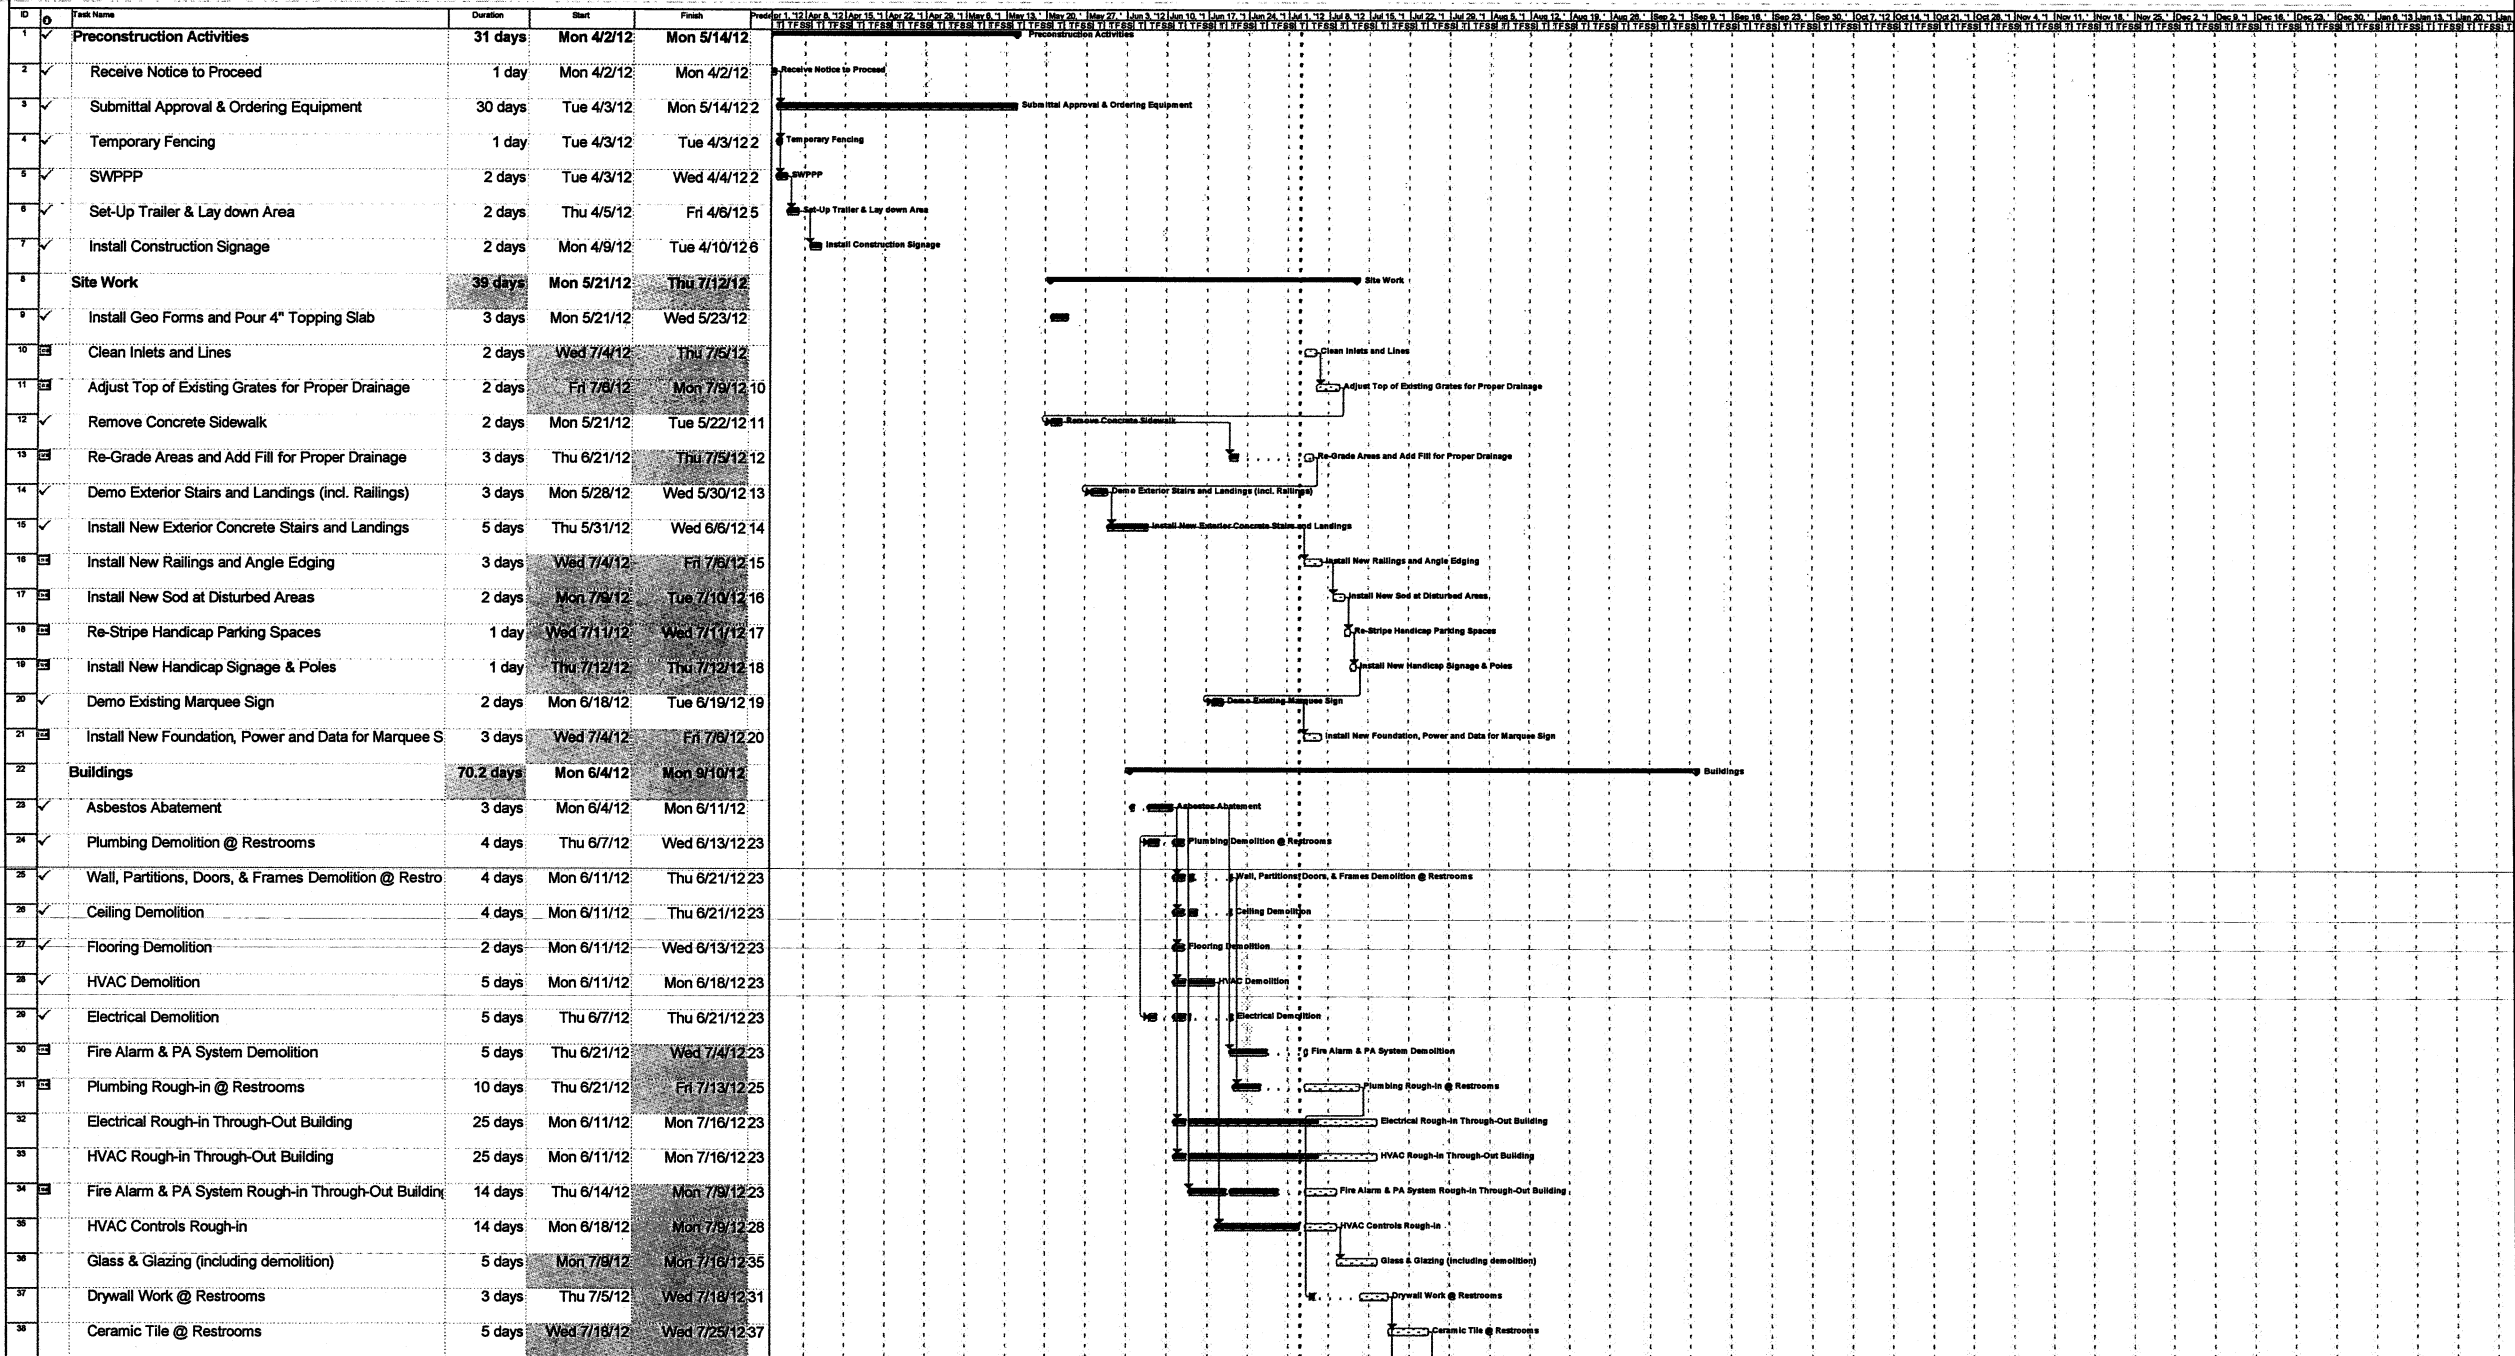 ID Task Name Duration Start Finish Prede
1 Preconstruction Activities 31 days Mon 4/2/12 Mon 5/14/12 Preconstruction Activities
2 Receive Notice to Proceed 1 day Mon 4/2/12 Mon 4/2/12 Receive Notice to Proceed
3 Submittal Approval & Ordering Equipment 30 days Tue 4/3/12 Mon 5/14/12 2 Submittal Approval & Ordering Equipment
4 Temporary Fencing 1 day Tue 4/3/12 Tue 4/3/12 2 Temporary Fencing
5 SWPPP 2 days Tue 4/3/12 Wed 4/4/12 2 SWPPP
6 Set-Up Trailer & Lay down Area 2 days Thu 4/5/12 Fri 4/6/12 5 Set-Up Trailer & Lay down Area
7 Install Construction Signage 2 days Mon 4/9/12 Tue 4/10/12 6 Install Construction Signage
8 Site Work 39 days Mon 5/21/12 Thu 7/12/12 Site Work
9 Install Geo Forms and Pour 4" Topping Slab 3 days Mon 5/21/12 Wed 5/23/12
10 Clean Inlets and Lines 2 days Wed 7/4/12 Thu 7/5/12 Clean Inlets and Lines
11 Adjust Top of Existing Grates for Proper Drainage 2 days Fri 7/6/12 Mon 7/9/12 10 Adjust Top of Existing Grates for Proper Drainage
12 Remove Concrete Sidewalk 2 days Mon 5/21/12 Tue 5/22/12 11 Remove Concrete Sidewalk
13 Re-Grade Areas and Add Fill for Proper Drainage 3 days Thu 6/21/12 Thu 7/5/12 12 Re-Grade Areas and Add Fill for Proper Drainage
14 Demo Exterior Stairs and Landings (incl. Railings) 3 days Mon 5/28/12 Wed 5/30/12 13 Demo Exterior Stairs and Landings (incl. Railings)
15 Install New Exterior Concrete Stairs and Landings 5 days Thu 5/31/12 Wed 6/6/12 14 Install New Exterior Concrete Stairs and Landings
16 Install New Railings and Angle Edging 3 days Wed 7/4/12 Fri 7/6/12 15 Install New Railings and Angle Edging
17 Install New Sod at Disturbed Areas 2 days Mon 7/9/12 Tue 7/10/12 16 Install New Sod at Disturbed Areas
18 Re-Stripe Handicap Parking Spaces 1 day Wed 7/11/12 Wed 7/11/12 17 Re-Stripe Handicap Parking Spaces
19 Install New Handicap Signage & Poles 1 day Thu 7/12/12 Thu 7/12/12 18 Install New Handicap Signage & Poles
20 Demo Existing Marquee Sign 2 days Mon 6/18/12 Tue 6/19/12 19 Demo Existing Marquee Sign
21 Install New Foundation, Power and Data for Marquee S 3 days Wed 7/4/12 Fri 7/6/12 20 Install New Foundation, Power and Data for Marquee Sign
22 Buildings 70.2 days Mon 6/4/12 Mon 9/10/12 Buildings
23 Asbestos Abatement 3 days Mon 6/4/12 Mon 6/11/12 Asbestos Abatement
24 Plumbing Demolition @ Restrooms 4 days Thu 6/7/12 Wed 6/13/12 23 Plumbing Demolition @ Restrooms
25 Wall, Partitions, Doors, & Frames Demolition @ Restro 4 days Mon 6/11/12 Thu 6/21/12 23 Wall, Partitions, Doors, & Frames Demolition @ Restrooms
26 Ceiling Demolition 4 days Mon 6/11/12 Thu 6/21/12 23 Ceiling Demolition
27 Flooring Demolition 2 days Mon 6/11/12 Wed 6/13/12 23 Flooring Demolition
28 HVAC Demolition 5 days Mon 6/11/12 Mon 6/18/12 23 HVAC Demolition
29 Electrical Demolition 5 days Thu 6/7/12 Thu 6/21/12 23 Electrical Demolition
30 Fire Alarm & PA System Demolition 5 days Thu 6/21/12 Wed 7/4/12 23 Fire Alarm & PA System Demolition
31 Plumbing Rough-in @ Restrooms 10 days Thu 6/21/12 Fri 7/13/12 25 Plumbing Rough-in @ Restrooms
32 Electrical Rough-in Through-Out Building 25 days Mon 6/11/12 Mon 7/16/12 23 Electrical Rough-in Through-Out Building
33 HVAC Rough-in Through-Out Building 25 days Mon 6/11/12 Mon 7/16/12 23 HVAC Rough-in Through-Out Building
34 Fire Alarm & PA System Rough-in Through-Out Building 14 days Thu 6/14/12 Mon 7/9/12 23 Fire Alarm & PA System Rough-in Through-Out Building
35 HVAC Controls Rough-in 14 days Mon 6/18/12 Mon 7/9/12 28 HVAC Controls Rough-in
36 Glass & Glazing (including demolition) 5 days Mon 7/9/12 Mon 7/16/12 35 Glass & Glazing (including demolition)
37 Drywall Work @ Restrooms 3 days Thu 7/5/12 Wed 7/18/12 31 Drywall Work @ Restrooms
38 Ceramic Tile @ Restrooms 5 days Wed 7/18/12 Wed 7/25/12 37 Ceramic Tile @ Restrooms